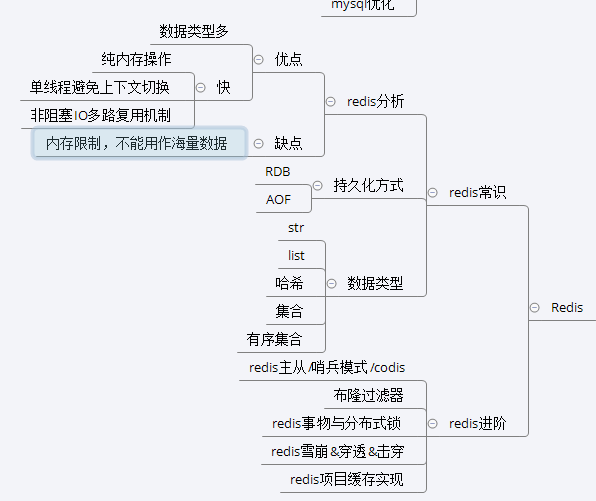 mysql优化
数据类型多
纯内存操作
优点
单线程避免上下文切换
快
非阻塞IO多路复用机制
redis分析
内存限制，不能用作海量数据
缺点
RDB
持久化方式
AOF
redis常识
str
list
哈希
数据类型
集合
有序集合
Redis
redis主从/哨兵模式/codis
布隆过滤器
redis事物与分布式锁
redis进阶
redis雪崩&穿透&击穿
redis项目缓存实现